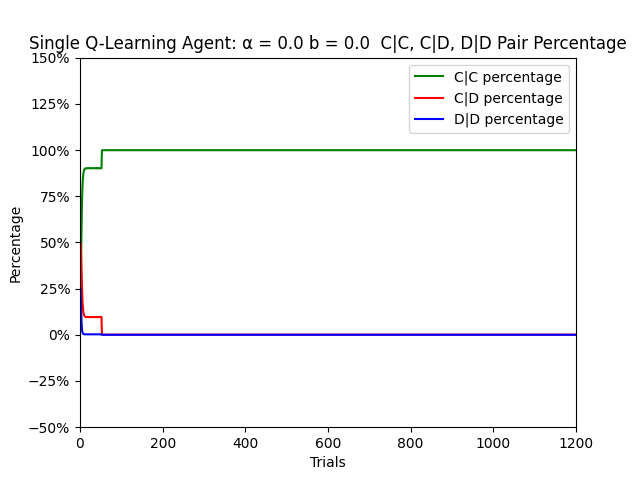 Single Q-Learning Agent: α = 0.0 b = 0.0  C|C, C|D, D|D Pair Percentage
150%
125%
100%
75%
50%
25%
0%
−25%
−50%
Percentage
C|C percentage
C|D percentage
D|D percentage
0 200 400 600 800 1000 1200
Trials